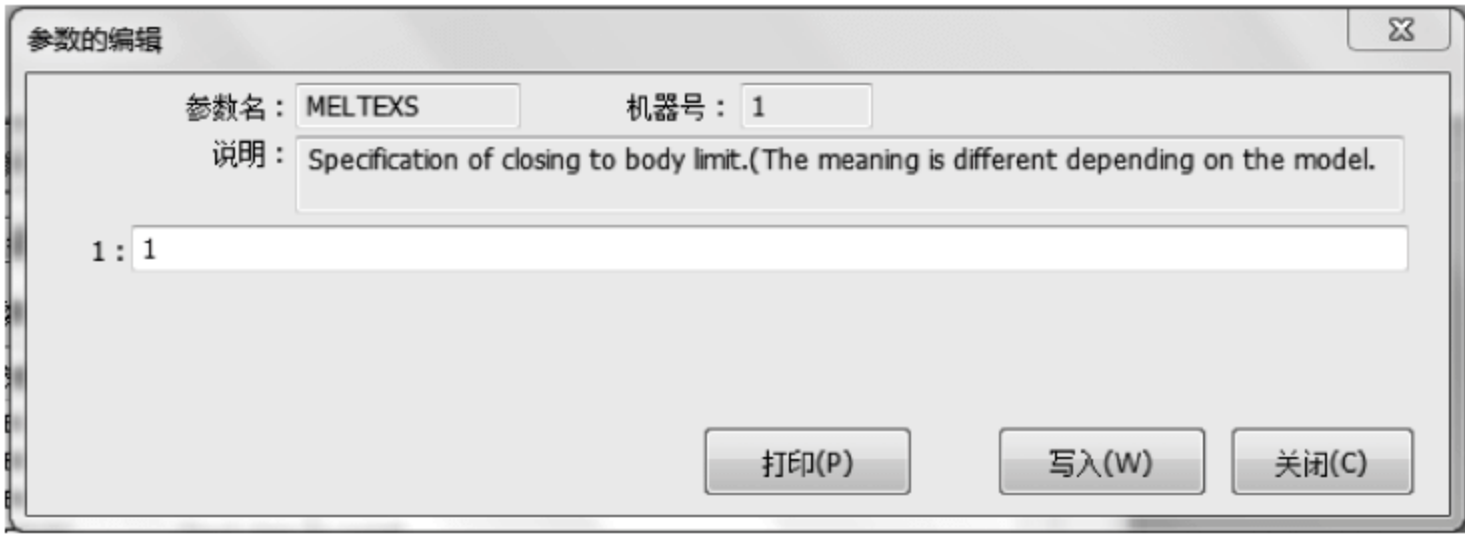 参数的编辑
参数名： MELTEXS 机器号： 1
说明： Specification of closing to body limit.(The meaning is different depending on the model.
1： 1
打印(P) 写入(W) 关闭(C)